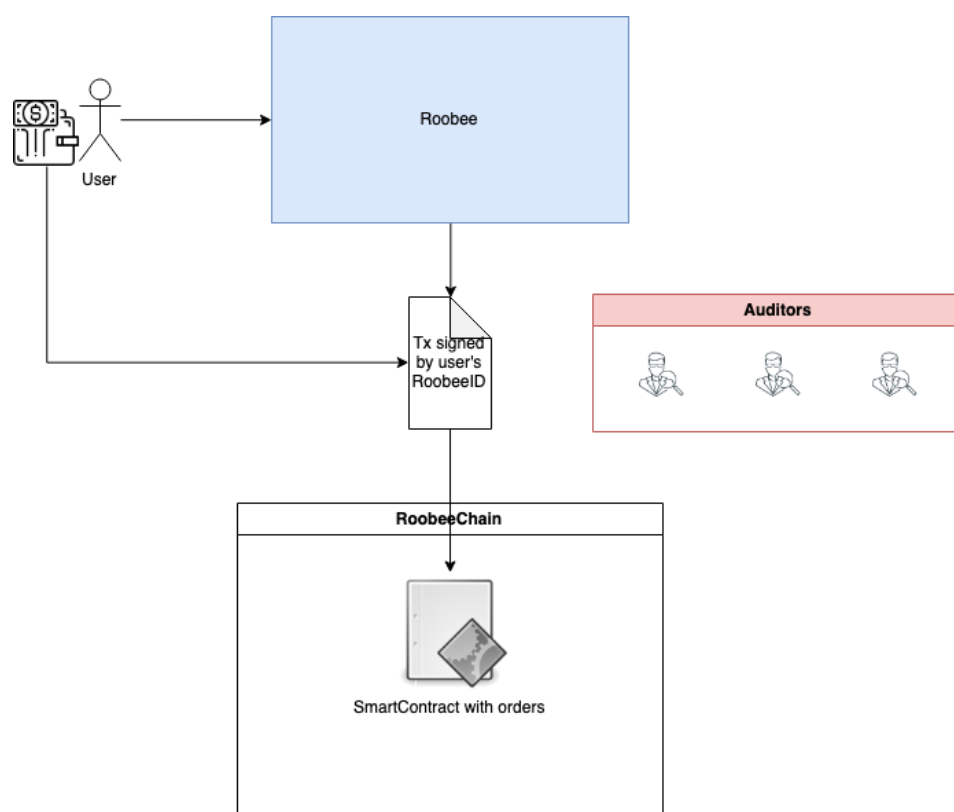 Roobee
User
Auditors
Tx signed
by user's
RoobeeID
RoobeeChain
SmartContract with orders